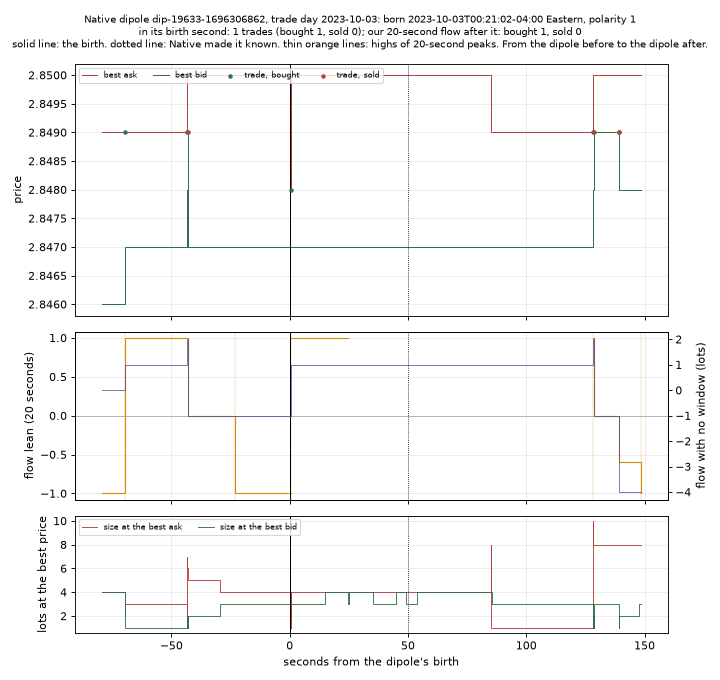 Native dipole dip-19633-1696306862, trade day 2023-10-03: born 2023-10-03T00:21:02-04:00 Eastern, polarity 1
in its birth second: 1 trades (bought 1, sold 0); our 20-second flow after it: bought 1, sold 0
solid line: the birth. dotted line: Native made it known. thin orange lines: highs of 20-second peaks. From the dipole before to the dipole after.
best ask best bid trade, bought trade, sold
2.8500
2.8495
2.8490
2.8485
2.8480
2.8475
2.8470
2.8465
2.8460
price
1.0
0.5
0.0
−0.5
−1.0
flow lean (20 seconds)
2
1
0
−1
−2
−3
−4
flow with no window (lots)
size at the best ask size at the best bid
10
8
6
4
2
lots at the best price
−50 0 50 100 150
seconds from the dipole's birth